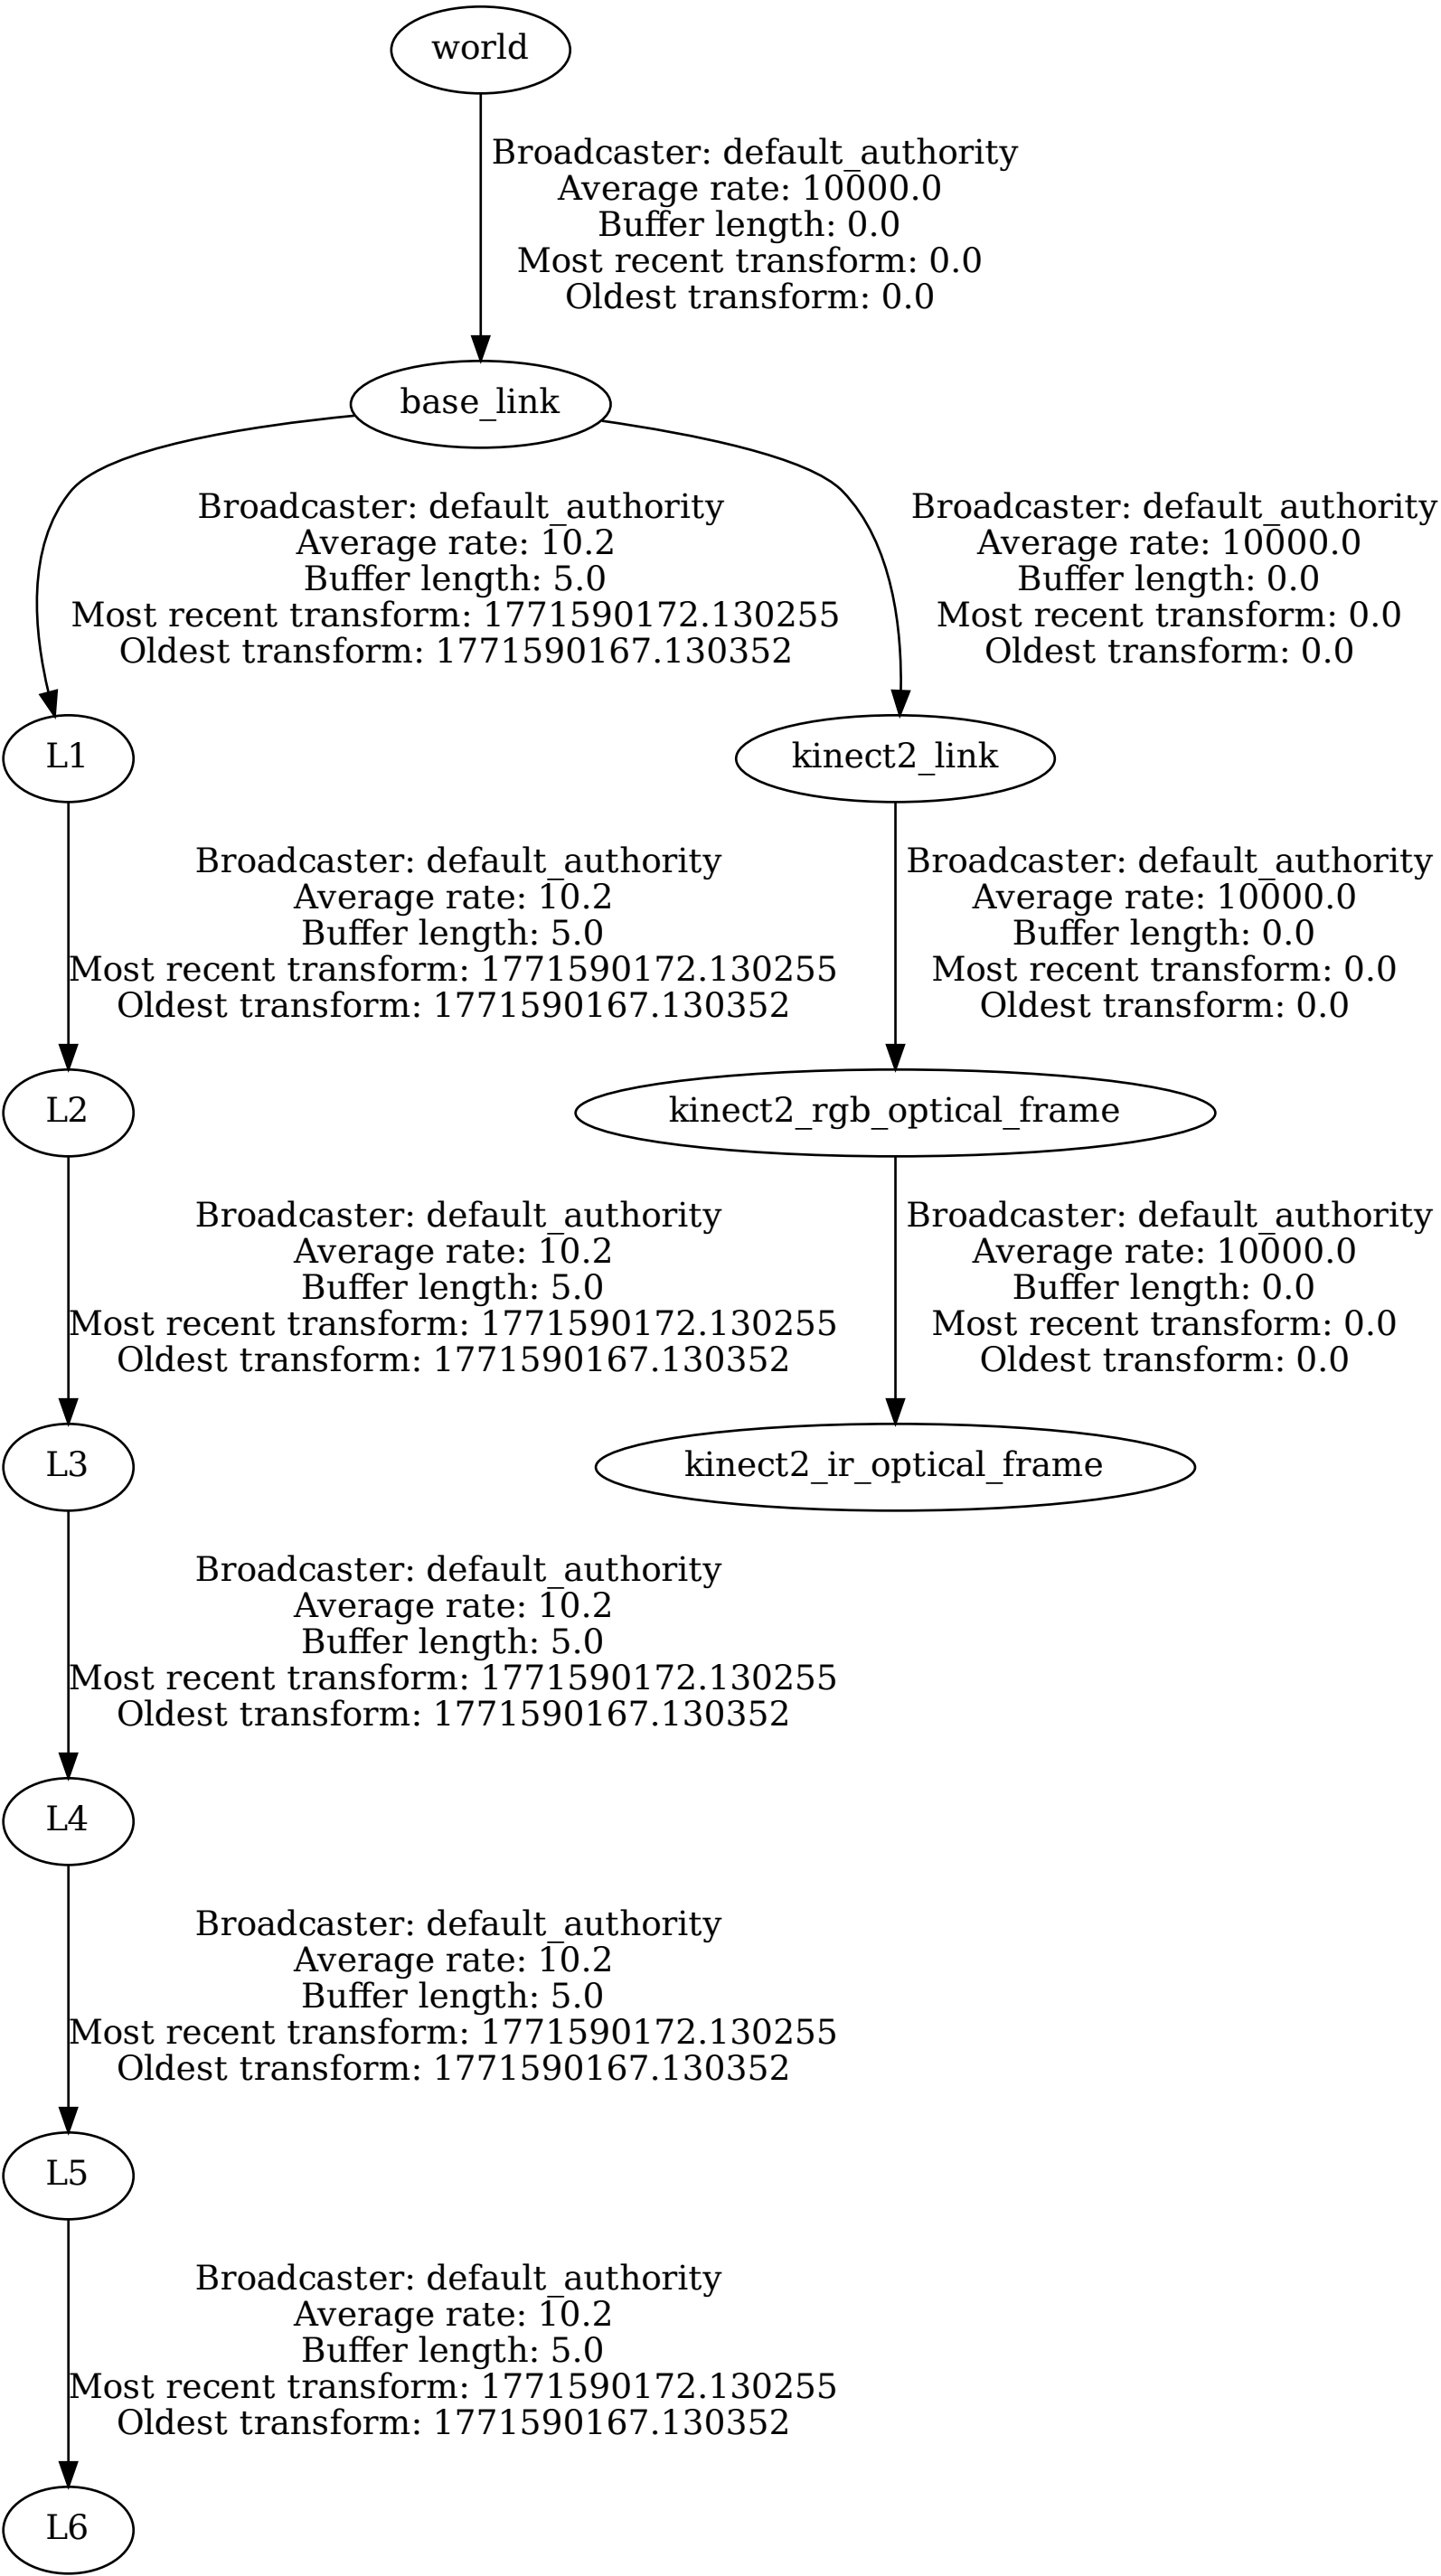 world
Broadcaster: default_authority
Average rate: 10000.0
Buffer length: 0.0
Most recent transform: 0.0
Oldest transform: 0.0
base_link
Broadcaster: default_authority
Average rate: 10.2
Buffer length: 5.0
Most recent transform: 1771590172.130255
Oldest transform: 1771590167.130352
Broadcaster: default_authority
Average rate: 10000.0
Buffer length: 0.0
Most recent transform: 0.0
Oldest transform: 0.0
L1
kinect2_link
Broadcaster: default_authority
Average rate: 10.2
Buffer length: 5.0
Most recent transform: 1771590172.130255
Oldest transform: 1771590167.130352
Broadcaster: default_authority
Average rate: 10000.0
Buffer length: 0.0
Most recent transform: 0.0
Oldest transform: 0.0
L2
kinect2_rgb_optical_frame
Broadcaster: default_authority
Average rate: 10.2
Buffer length: 5.0
Most recent transform: 1771590172.130255
Oldest transform: 1771590167.130352
Broadcaster: default_authority
Average rate: 10000.0
Buffer length: 0.0
Most recent transform: 0.0
Oldest transform: 0.0
L3
kinect2_ir_optical_frame
Broadcaster: default_authority
Average rate: 10.2
Buffer length: 5.0
Most recent transform: 1771590172.130255
Oldest transform: 1771590167.130352
L4
Broadcaster: default_authority
Average rate: 10.2
Buffer length: 5.0
Most recent transform: 1771590172.130255
Oldest transform: 1771590167.130352
L5
Broadcaster: default_authority
Average rate: 10.2
Buffer length: 5.0
Most recent transform: 1771590172.130255
Oldest transform: 1771590167.130352
L6